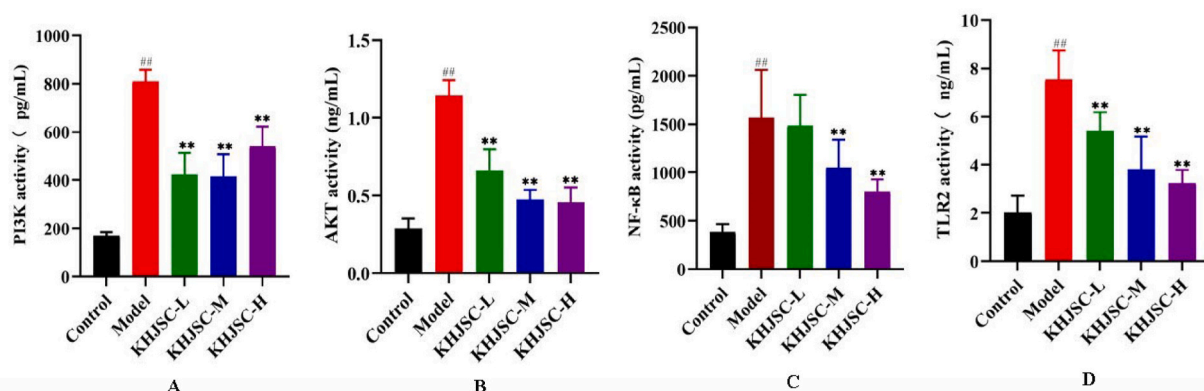 PI3K activity ( pg/mL)
1000
800
600
400
200
0
##
**
**
**
Control
Model
KHJSC-L
KHJSC-M
KHJSC-H
A
AKT activity (ng/mL)
1.5
1.0
0.5
0.0
##
**
**
**
Control
Model
KHJSC-L
KHJSC-M
KHJSC-H
B
NF-κB activity (pg/mL)
2500
2000
1500
1000
500
0
##
**
**
Control
Model
KHJSC-L
KHJSC-M
KHJSC-H
C
TLR2 activity ( ng/mL)
10
8
6
4
2
0
##
**
**
**
Control
Model
KHJSC-L
KHJSC-M
KHJSC-H
D